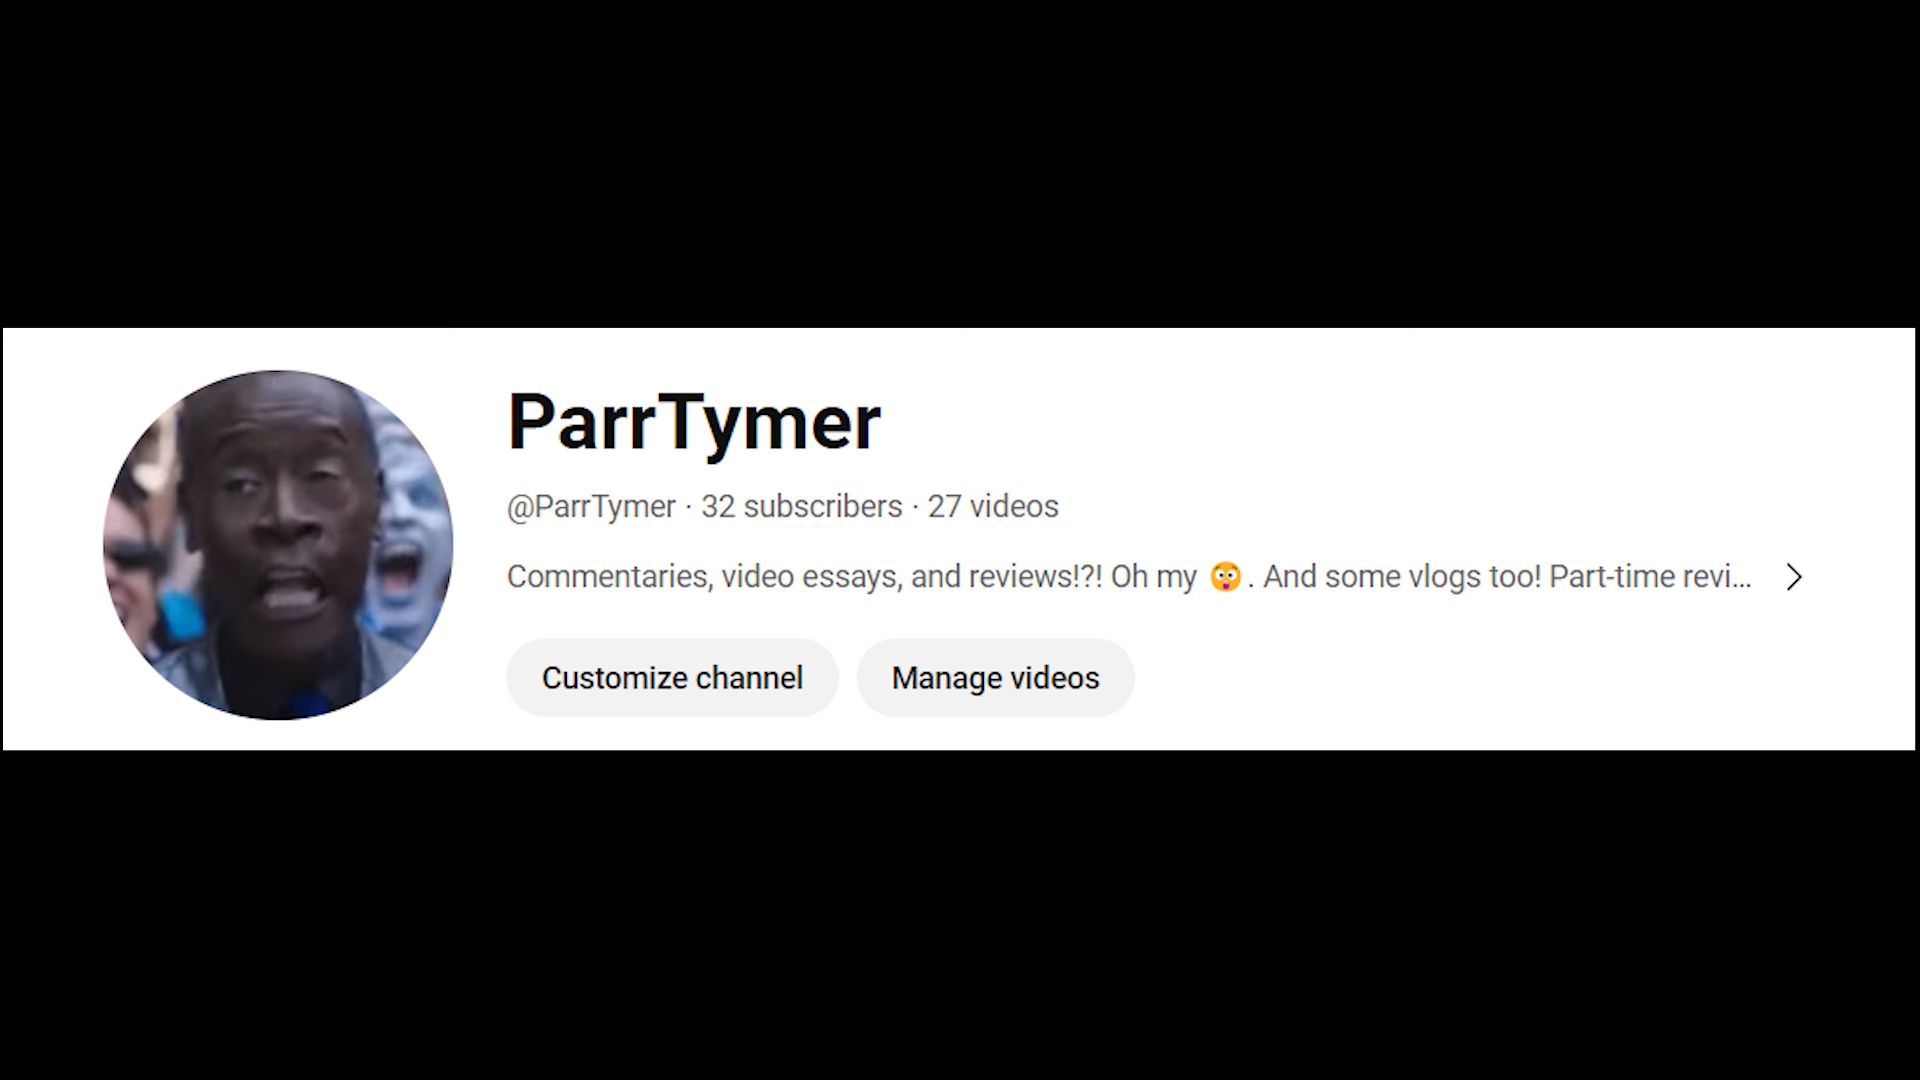 ParrTymer
@ParrTymer · 32 subscribers · 27 videos
Commentaries, video essays, and reviews!?! Oh my 😲. And some vlogs too! Part-time revi...
Customize channel
Manage videos